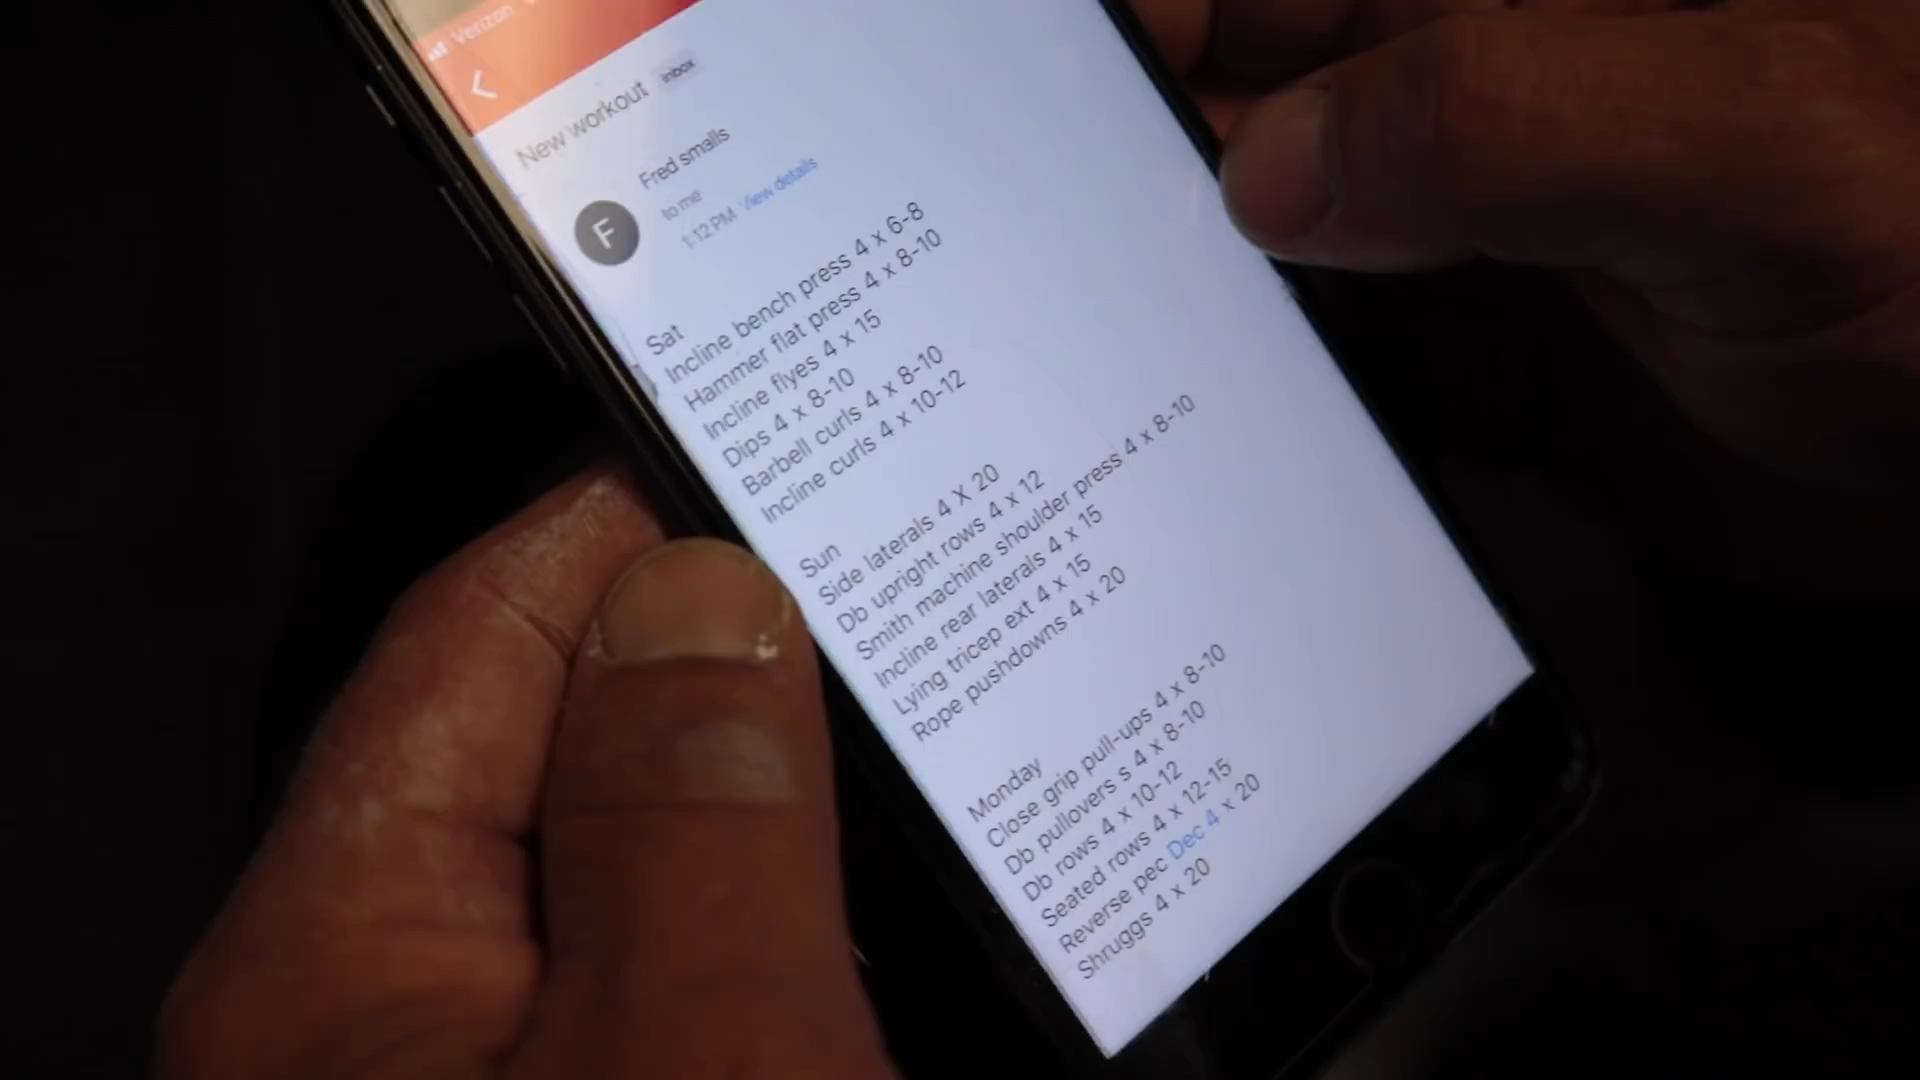 Verizon
New workout Inbox
Fred smalls
to me
1:12 PM View details
F
Sat
Incline bench press 4 x 6-8
Hammer flat press 4 x 8-10
Incline flyes 4 x 15
Dips 4 x 8-10
Barbell curls 4 x 8-10
Incline curls 4 x 10-12
Sun
Side laterals 4 X 20
Db upright rows 4 x 12
Smith machine shoulder press 4 x 8-10
Incline rear laterals 4 x 15
Lying tricep ext 4 x 15
Rope pushdowns 4 x 20
Monday
Close grip pull-ups 4 x 8-10
Db pullovers s 4 x 8-10
Db rows 4 x 10-12
Seated rows 4 x 12-15
Reverse pec Dec 4 x 20
Shruggs 4 x 20